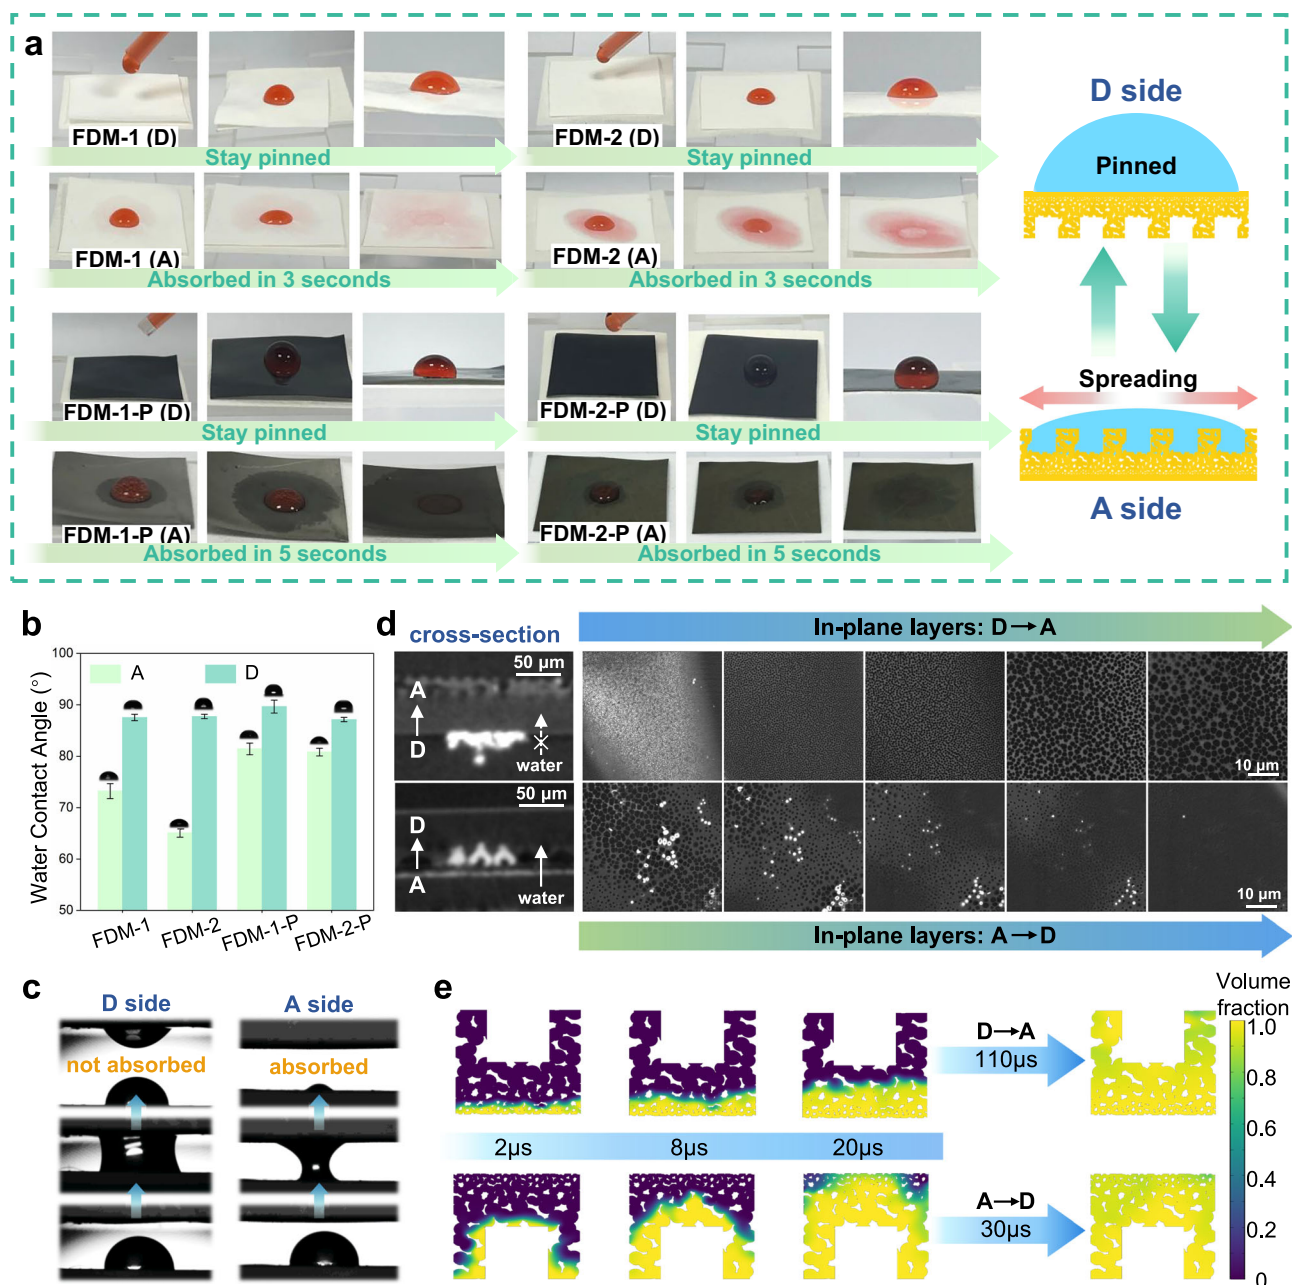 a
FDM-1 (D)
Stay pinned
FDM-2 (D)
Stay pinned
FDM-1 (A)
Absorbed in 3 seconds
FDM-2 (A)
Absorbed in 3 seconds
FDM-1-P (D)
Stay pinned
FDM-2-P (D)
Stay pinned
FDM-1-P (A)
Absorbed in 5 seconds
FDM-2-P (A)
Absorbed in 5 seconds
D side
Pinned
Spreading
A side
b
Water Contact Angle (°)
100
90
80
70
60
50
A
D
FDM-1
FDM-2
FDM-1-P
FDM-2-P
c
D side
A side
not absorbed
absorbed
d
cross-section
In-plane layers: D→A
50 µm
A
D
water
10 µm
50 µm
D
A
water
10 µm
In-plane layers: A→D
e
D→A
110µs
2µs
8µs
20µs
A→D
30µs
Volume
fraction
1.0
0.8
0.6
0.4
0.2
0